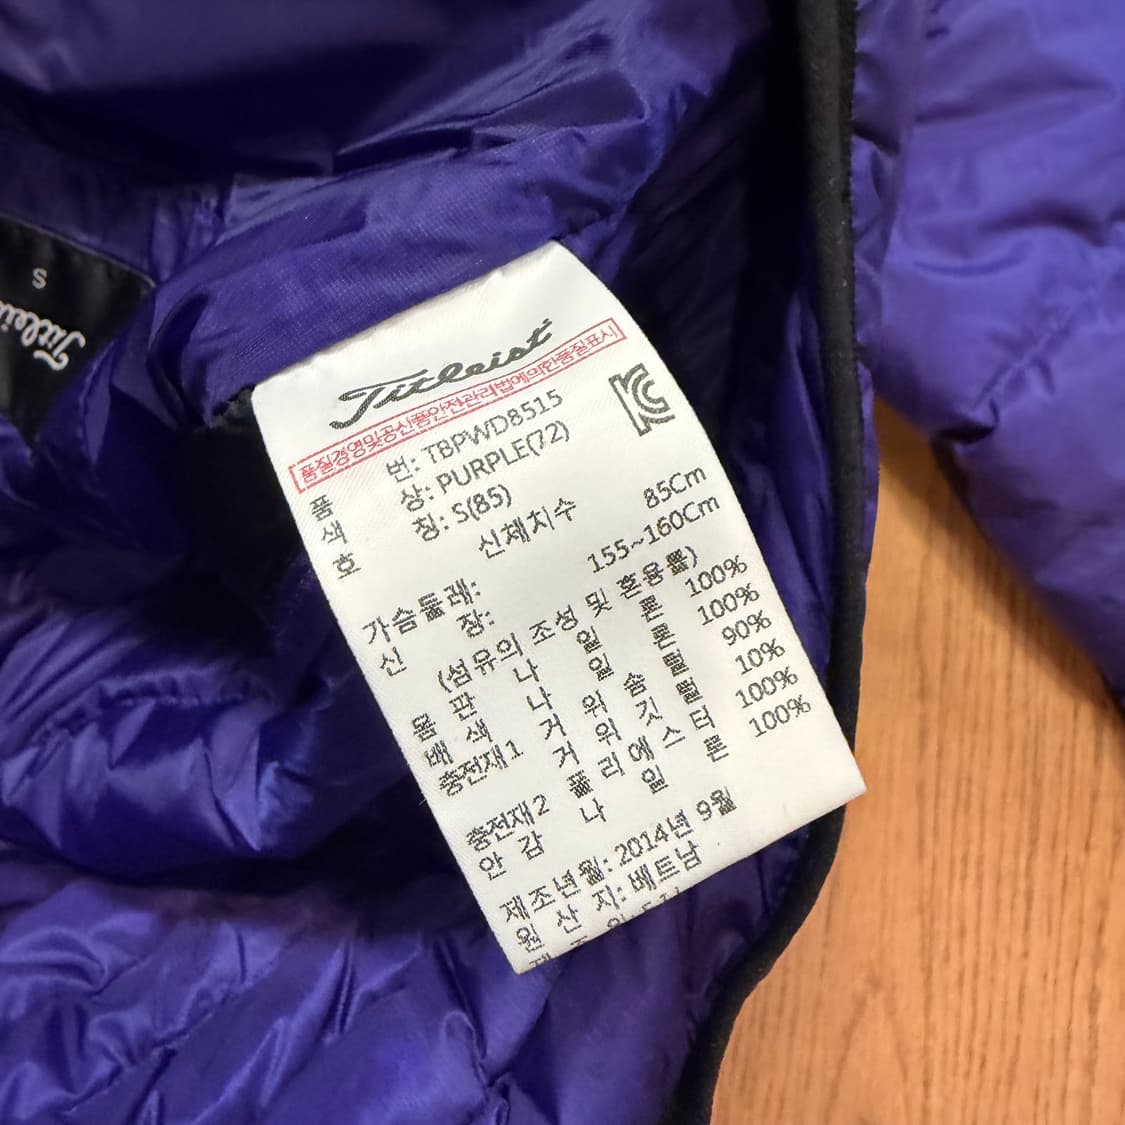 S
Titleist
품질경영및공산품안전관리법에의한품질표시
품 번: TBPWD8515
색 상: PURPLE(72)
호 칭: S(85)
신체치수
가슴둘레: 85Cm
신 장: 155~160Cm
(섬유의 조성 및 혼용률)
몸 판 나 일 론 100%
배 색 나 일 론 100%
충전재1 거 위 솜 털 90%
거 위 깃 털 10%
충전재2 폴 리 에 스 터 100%
안 감 나 일 론 100%
제조년월: 2014년 9월
원 산 지: 베트남